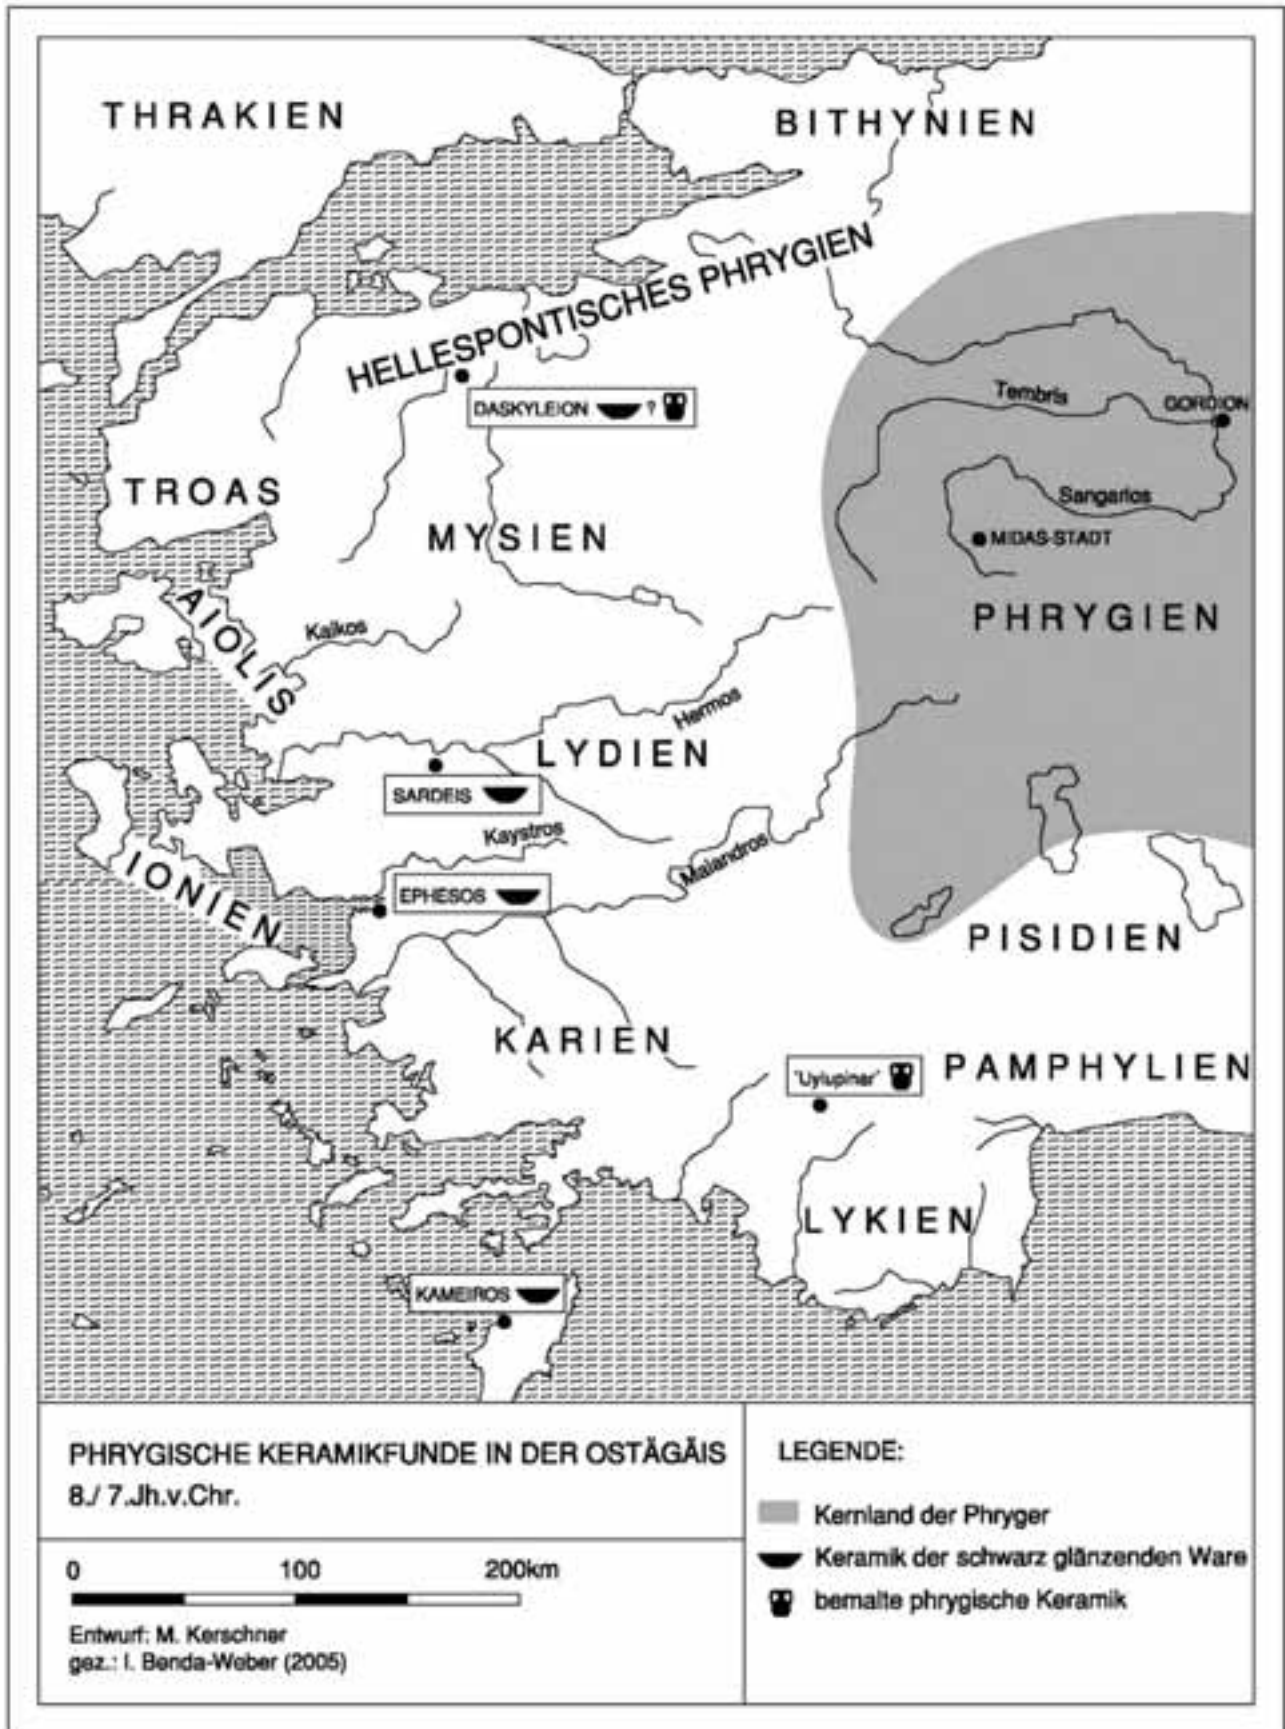 THRAKIEN
BITHYNIEN
HELLESPONTISCHES PHRYGIEN
Tembris
GORDION
DASKYLEION ?
TROAS
Sangarios
MYSIEN
MIDAS-STADT
AIOLIS
PHRYGIEN
Kaikos
Hermos
LYDIEN
SARDEIS
Kaystros
Maiandros
IONIEN
EPHESOS
PISIDIEN
KARIEN
PAMPHYLIEN
"Uylupinar"
LYKIEN
KAMEIROS
PHRYGISCHE KERAMIKFUNDE IN DER OSTÄGÄIS
8./ 7.Jh.v.Chr.
0 100 200km
Entwurf: M. Kerschner
gez.: I. Benda-Weber (2005)
LEGENDE:
Kernland der Phryger
Keramik der schwarz glänzenden Ware
bemalte phrygische Keramik